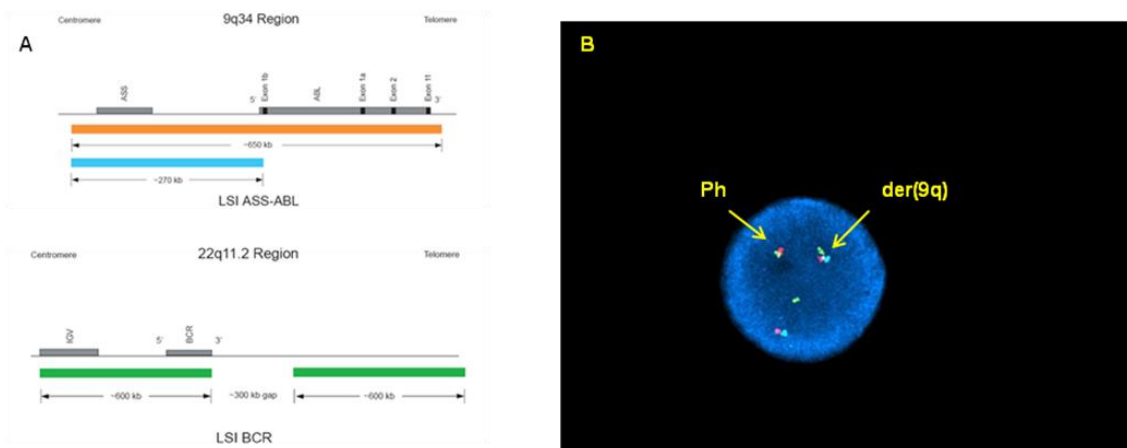 9q34 Region
Centromere
Telomere
A
ASS
5'
Exon 1b
ABL
Exon 1a
Exon 2
Exon 11
3'
~650 kb
~270 kb
LSI ASS-ABL
22q11.2 Region
Centromere
Telomere
IGV
5'
BCR
3'
~600 kb
~300 kb gap
~600 kb
LSI BCR
B
Ph
der(9q)